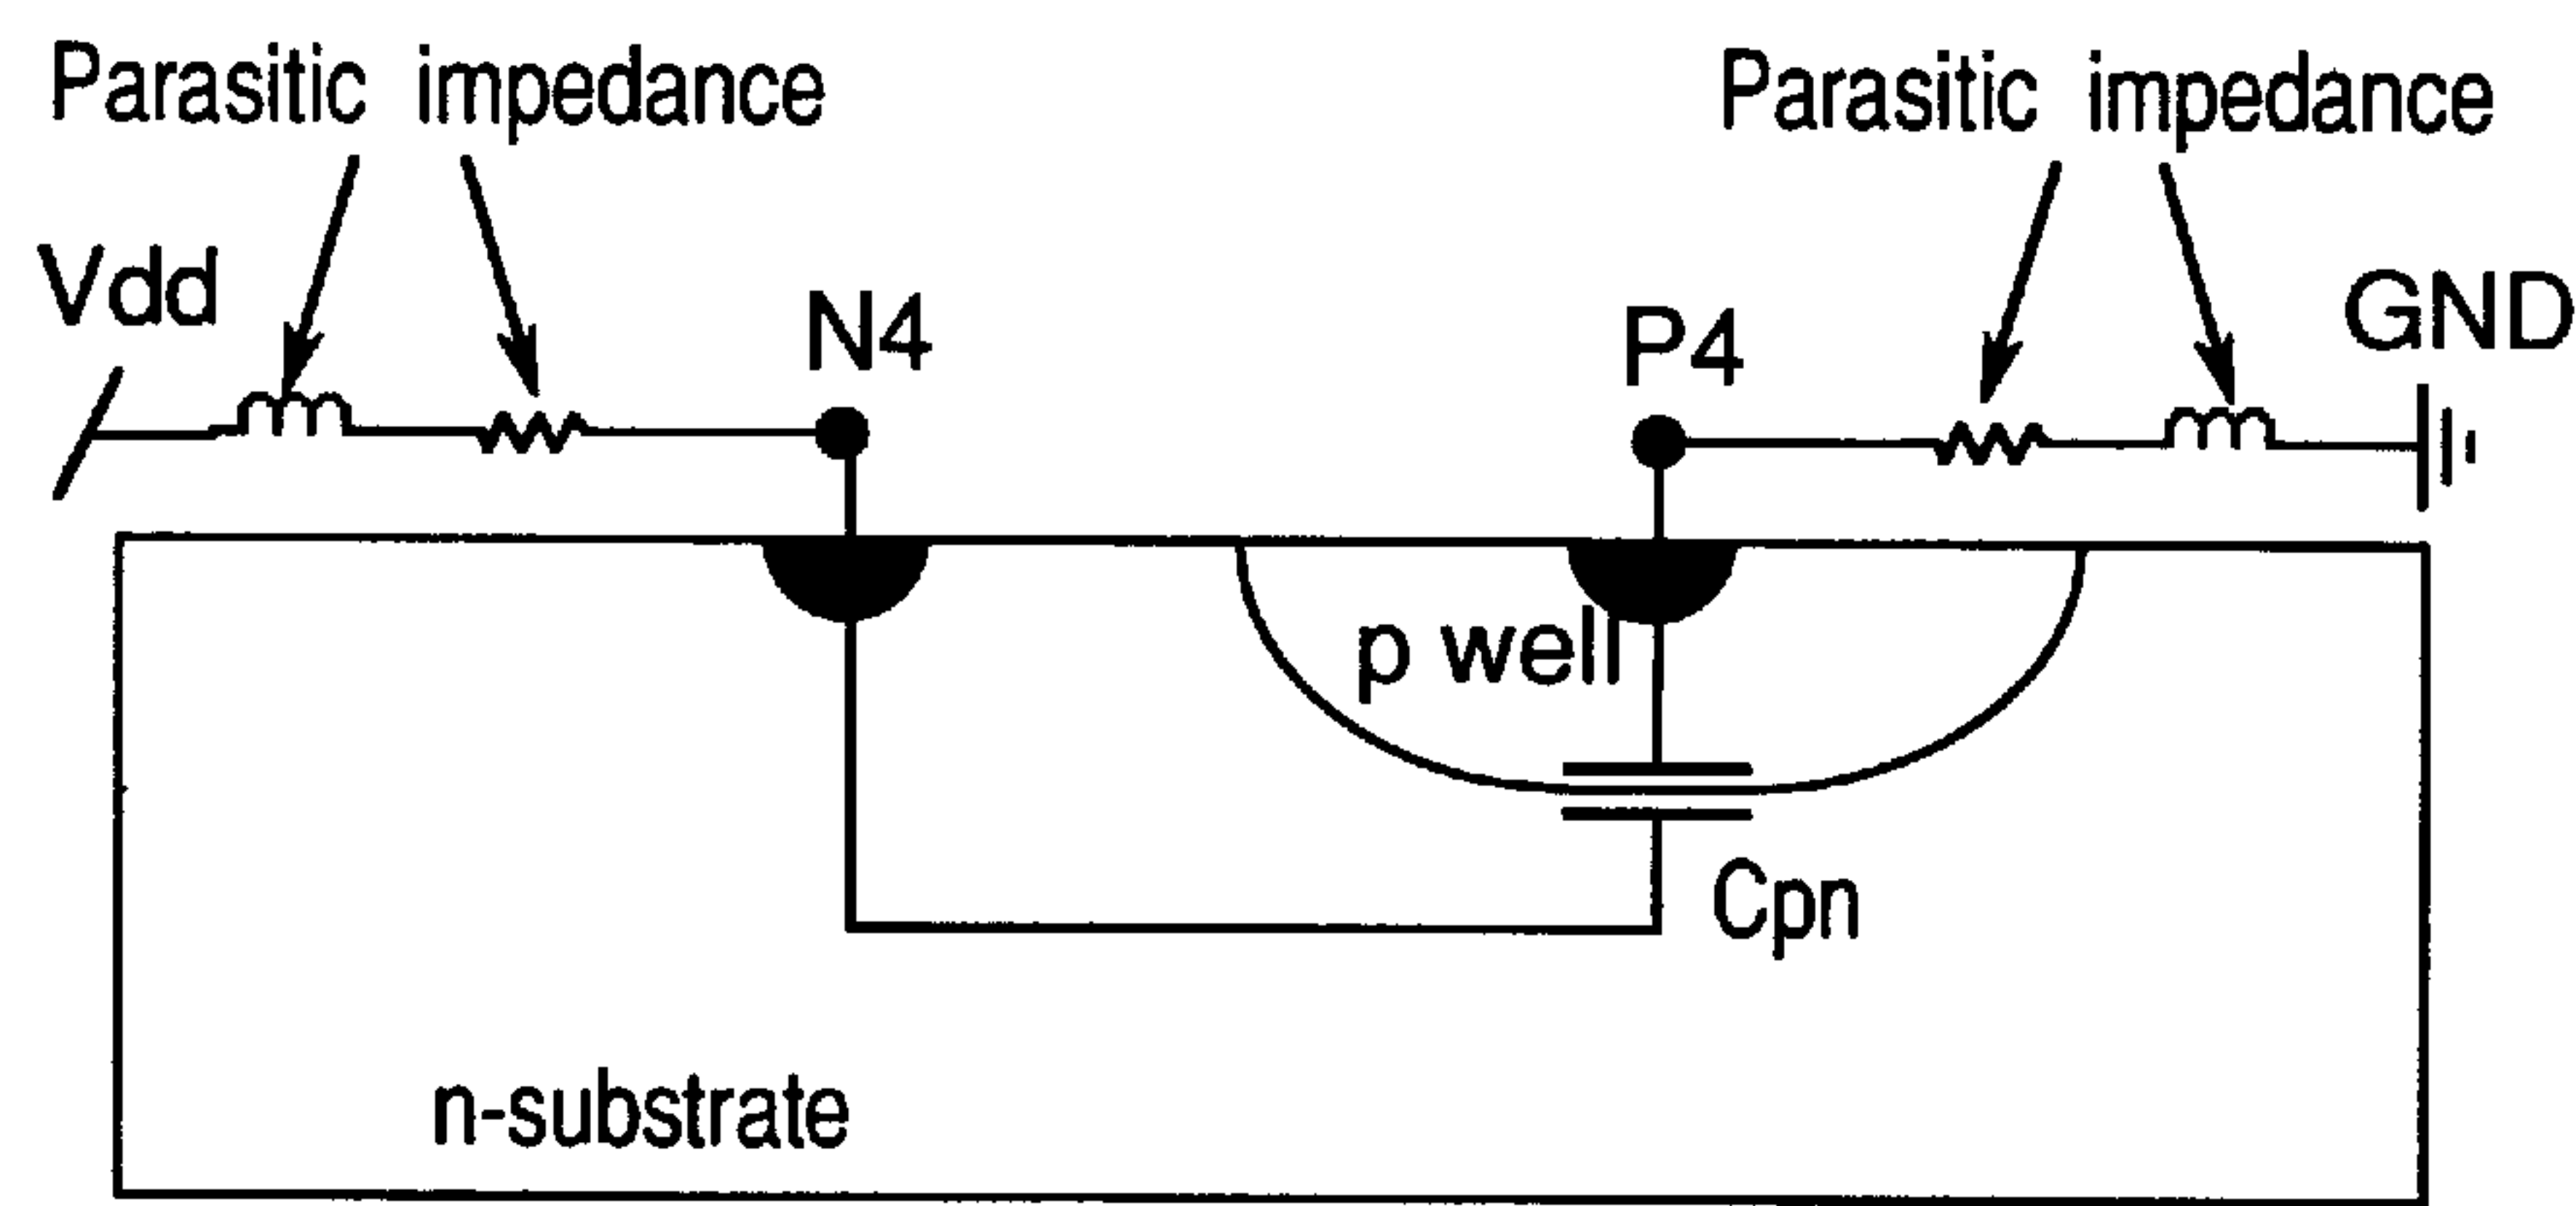 Parasitic impedance
Parasitic impedance
Vdd
N4
P4
GND
p well
Cpn
n-substrate